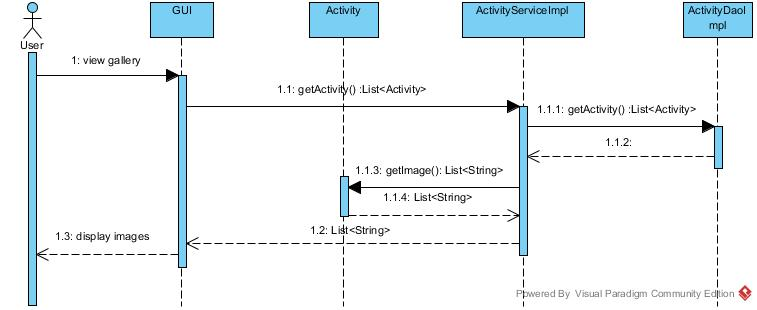 GUI
Activity
ActivityServiceImpl
ActivityDaoI
mpl
User
1: view gallery
1.1: getActivity() :List<Activity>
1.1.1: getActivity() :List<Activity>
1.1.2:
1.1.3: getImage(): List<String>
1.1.4: List<String>
1.2: List<String>
1.3: display images
Powered By Visual Paradigm Community Edition